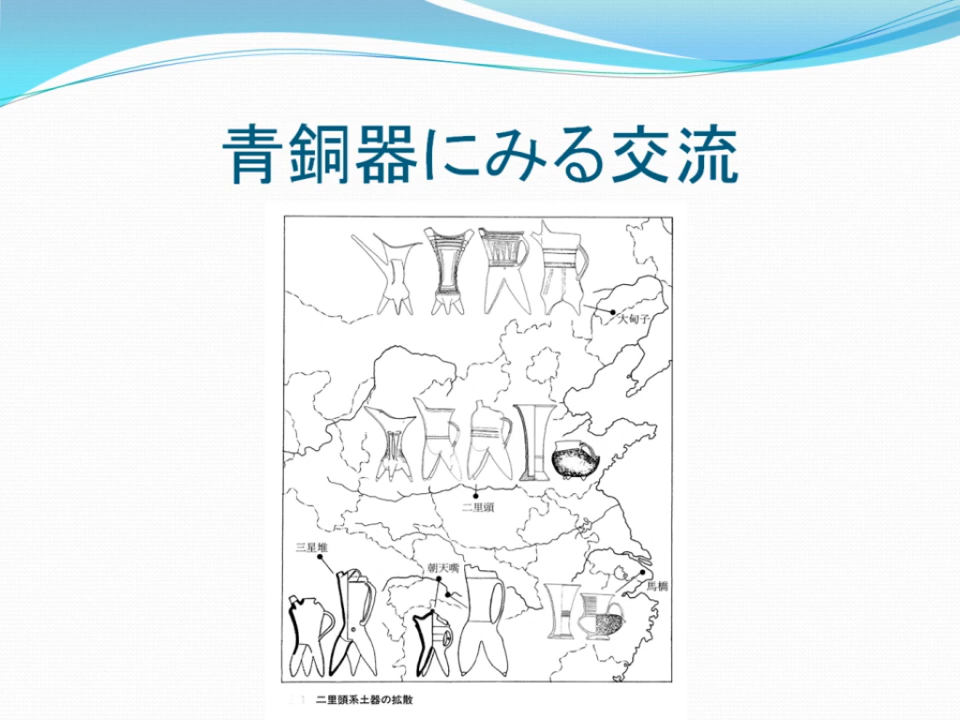 青銅器にみる交流
大甸子
二里頭
三星堆
朝天嘴
馬橋
1 二里頭系土器の拡散